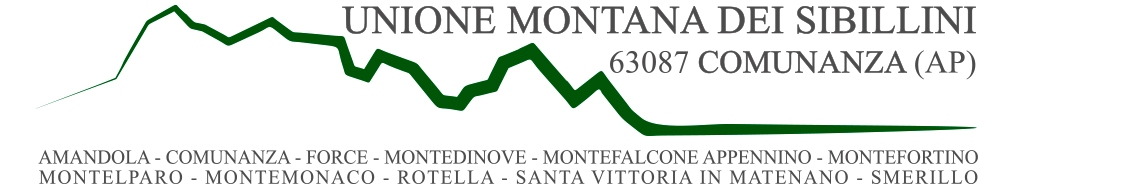 UNIONE MONTANA DEI SIBILLINI
63087 COMUNANZA (AP)
AMANDOLA - COMUNANZA - FORCE - MONTEDINOVE - MONTEFALCONE APPENNINO - MONTEFORTINO
MONTELPARO - MONTEMONACO - ROTELLA - SANTA VITTORIA IN MATENANO - SMERILLO